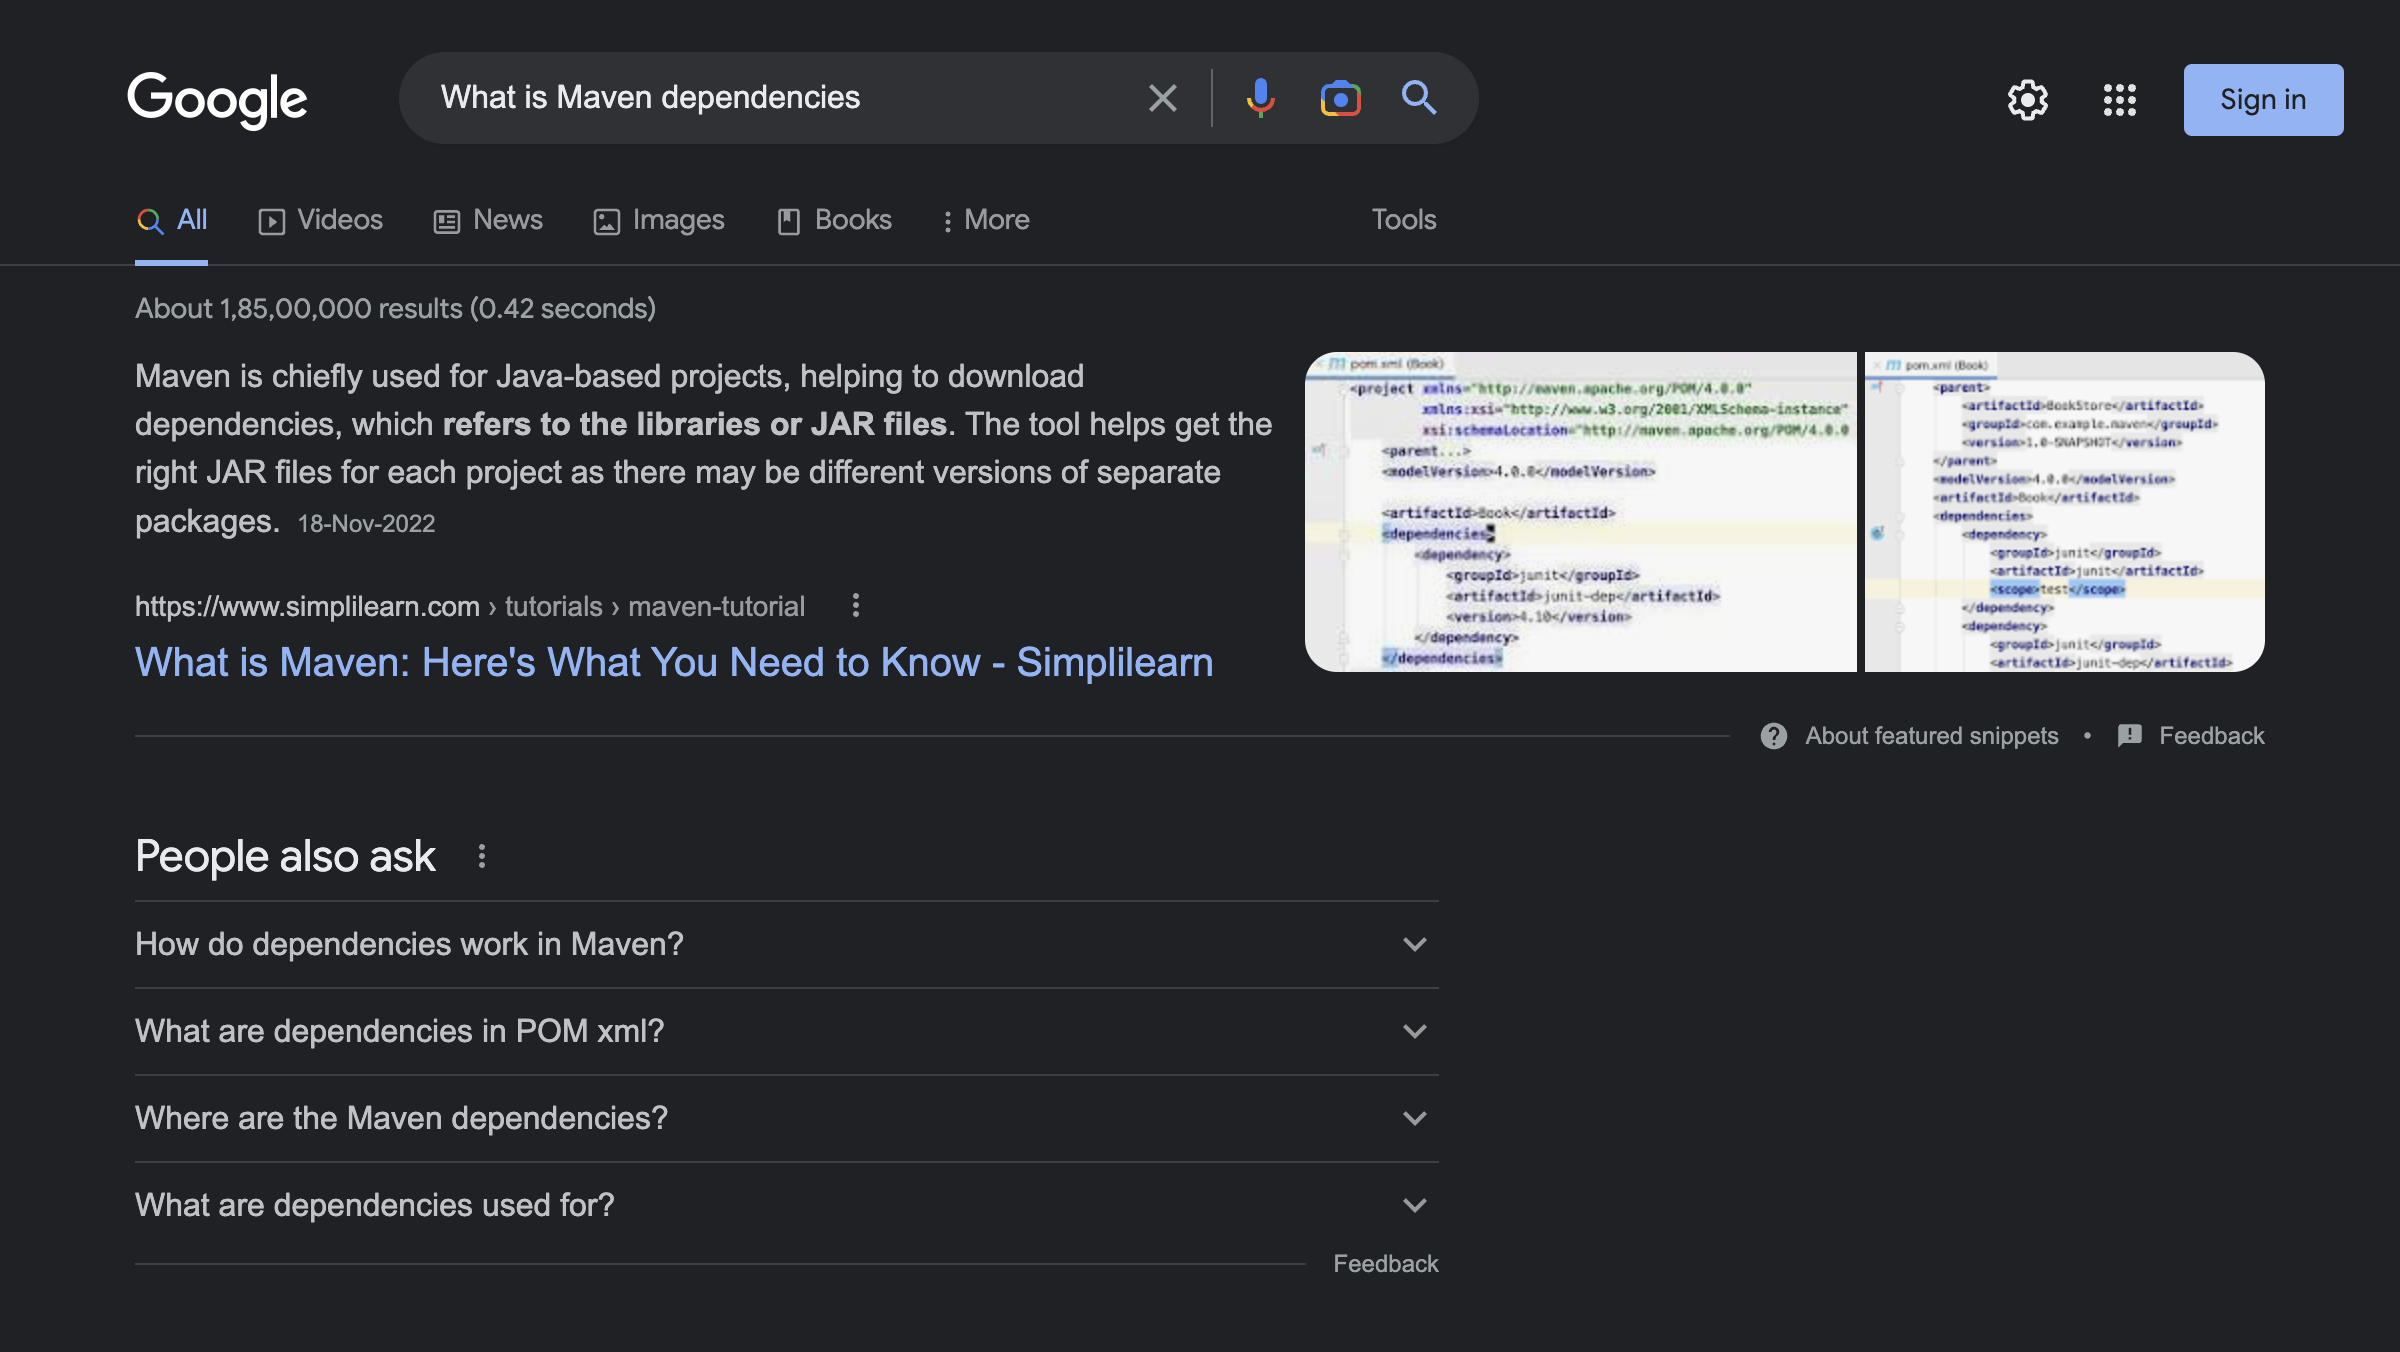 Google
What is Maven dependencies
Sign in
All
Videos
News
Images
Books
More
Tools
About 1,85,00,000 results (0.42 seconds)
Maven is chiefly used for Java-based projects, helping to download
dependencies, which refers to the libraries or JAR files. The tool helps get the
right JAR files for each project as there may be different versions of separate
packages. 18-Nov-2022
https://www.simplilearn.com › tutorials › maven-tutorial
What is Maven: Here's What You Need to Know - Simplilearn
pom.xml (Book)
<project xmlns="http://maven.apache.org/POM/4.0.0"
xmlns:xsi="http://www.w3.org/2001/XMLSchema-instance"
xsi:schemaLocation="http://maven.apache.org/POM/4.0.0
<parent...>
<modelVersion>4.0.0</modelVersion>
<artifactId>Book</artifactId>
<dependencies>
<dependency>
<groupId>junit</groupId>
<artifactId>junit-dep</artifactId>
<version>4.10</version>
</dependency>
</dependencies>
pom.xml (Book)
<parent>
<artifactId>BookStore</artifactId>
<groupId>com.example.maven</groupId>
<version>1.0-SNAPSHOT</version>
</parent>
<modelVersion>4.0.0</modelVersion>
<artifactId>Book</artifactId>
<dependencies>
<dependency>
<groupId>junit</groupId>
<artifactId>junit</artifactId>
<scope>test</scope>
</dependency>
<dependency>
<groupId>junit</groupId>
<artifactId>junit-dep</artifactId>
About featured snippets • Feedback
People also ask
How do dependencies work in Maven?
What are dependencies in POM xml?
Where are the Maven dependencies?
What are dependencies used for?
Feedback